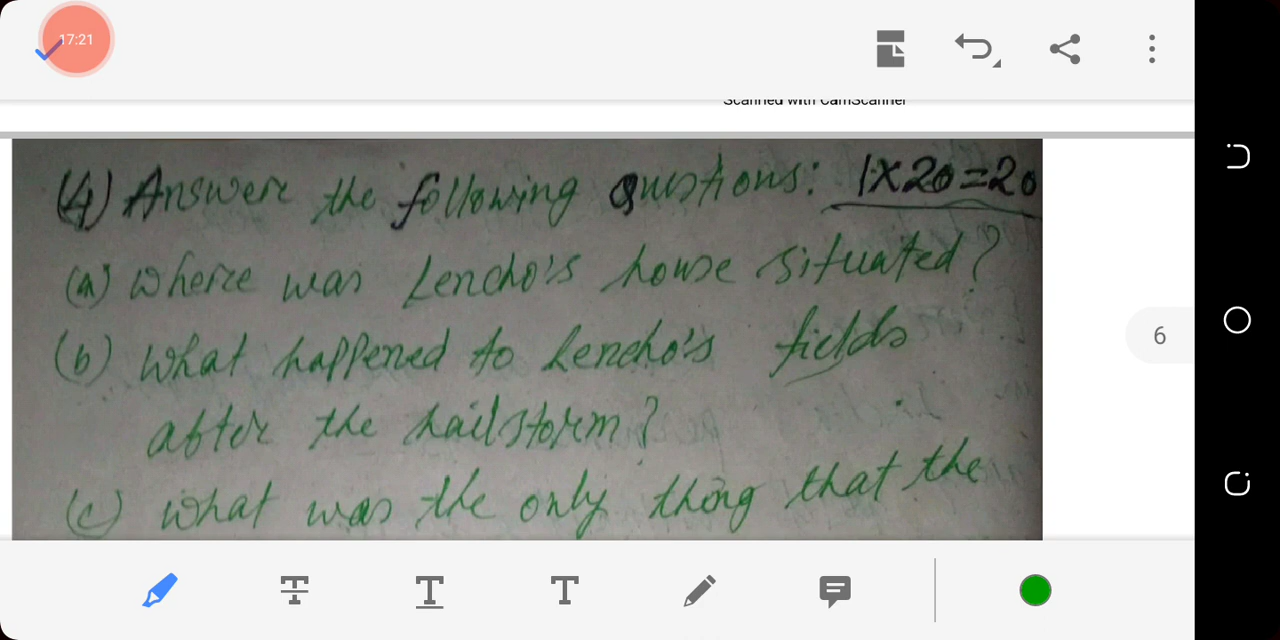 17:21
Scanned with CamScanner
(4) Answere the following Questions: 1×20=20
(a) Where was Lencho's house situated?
6
(b) What happened to Lencho's fields
after the hailstorm?
(c) What was the only thing that the